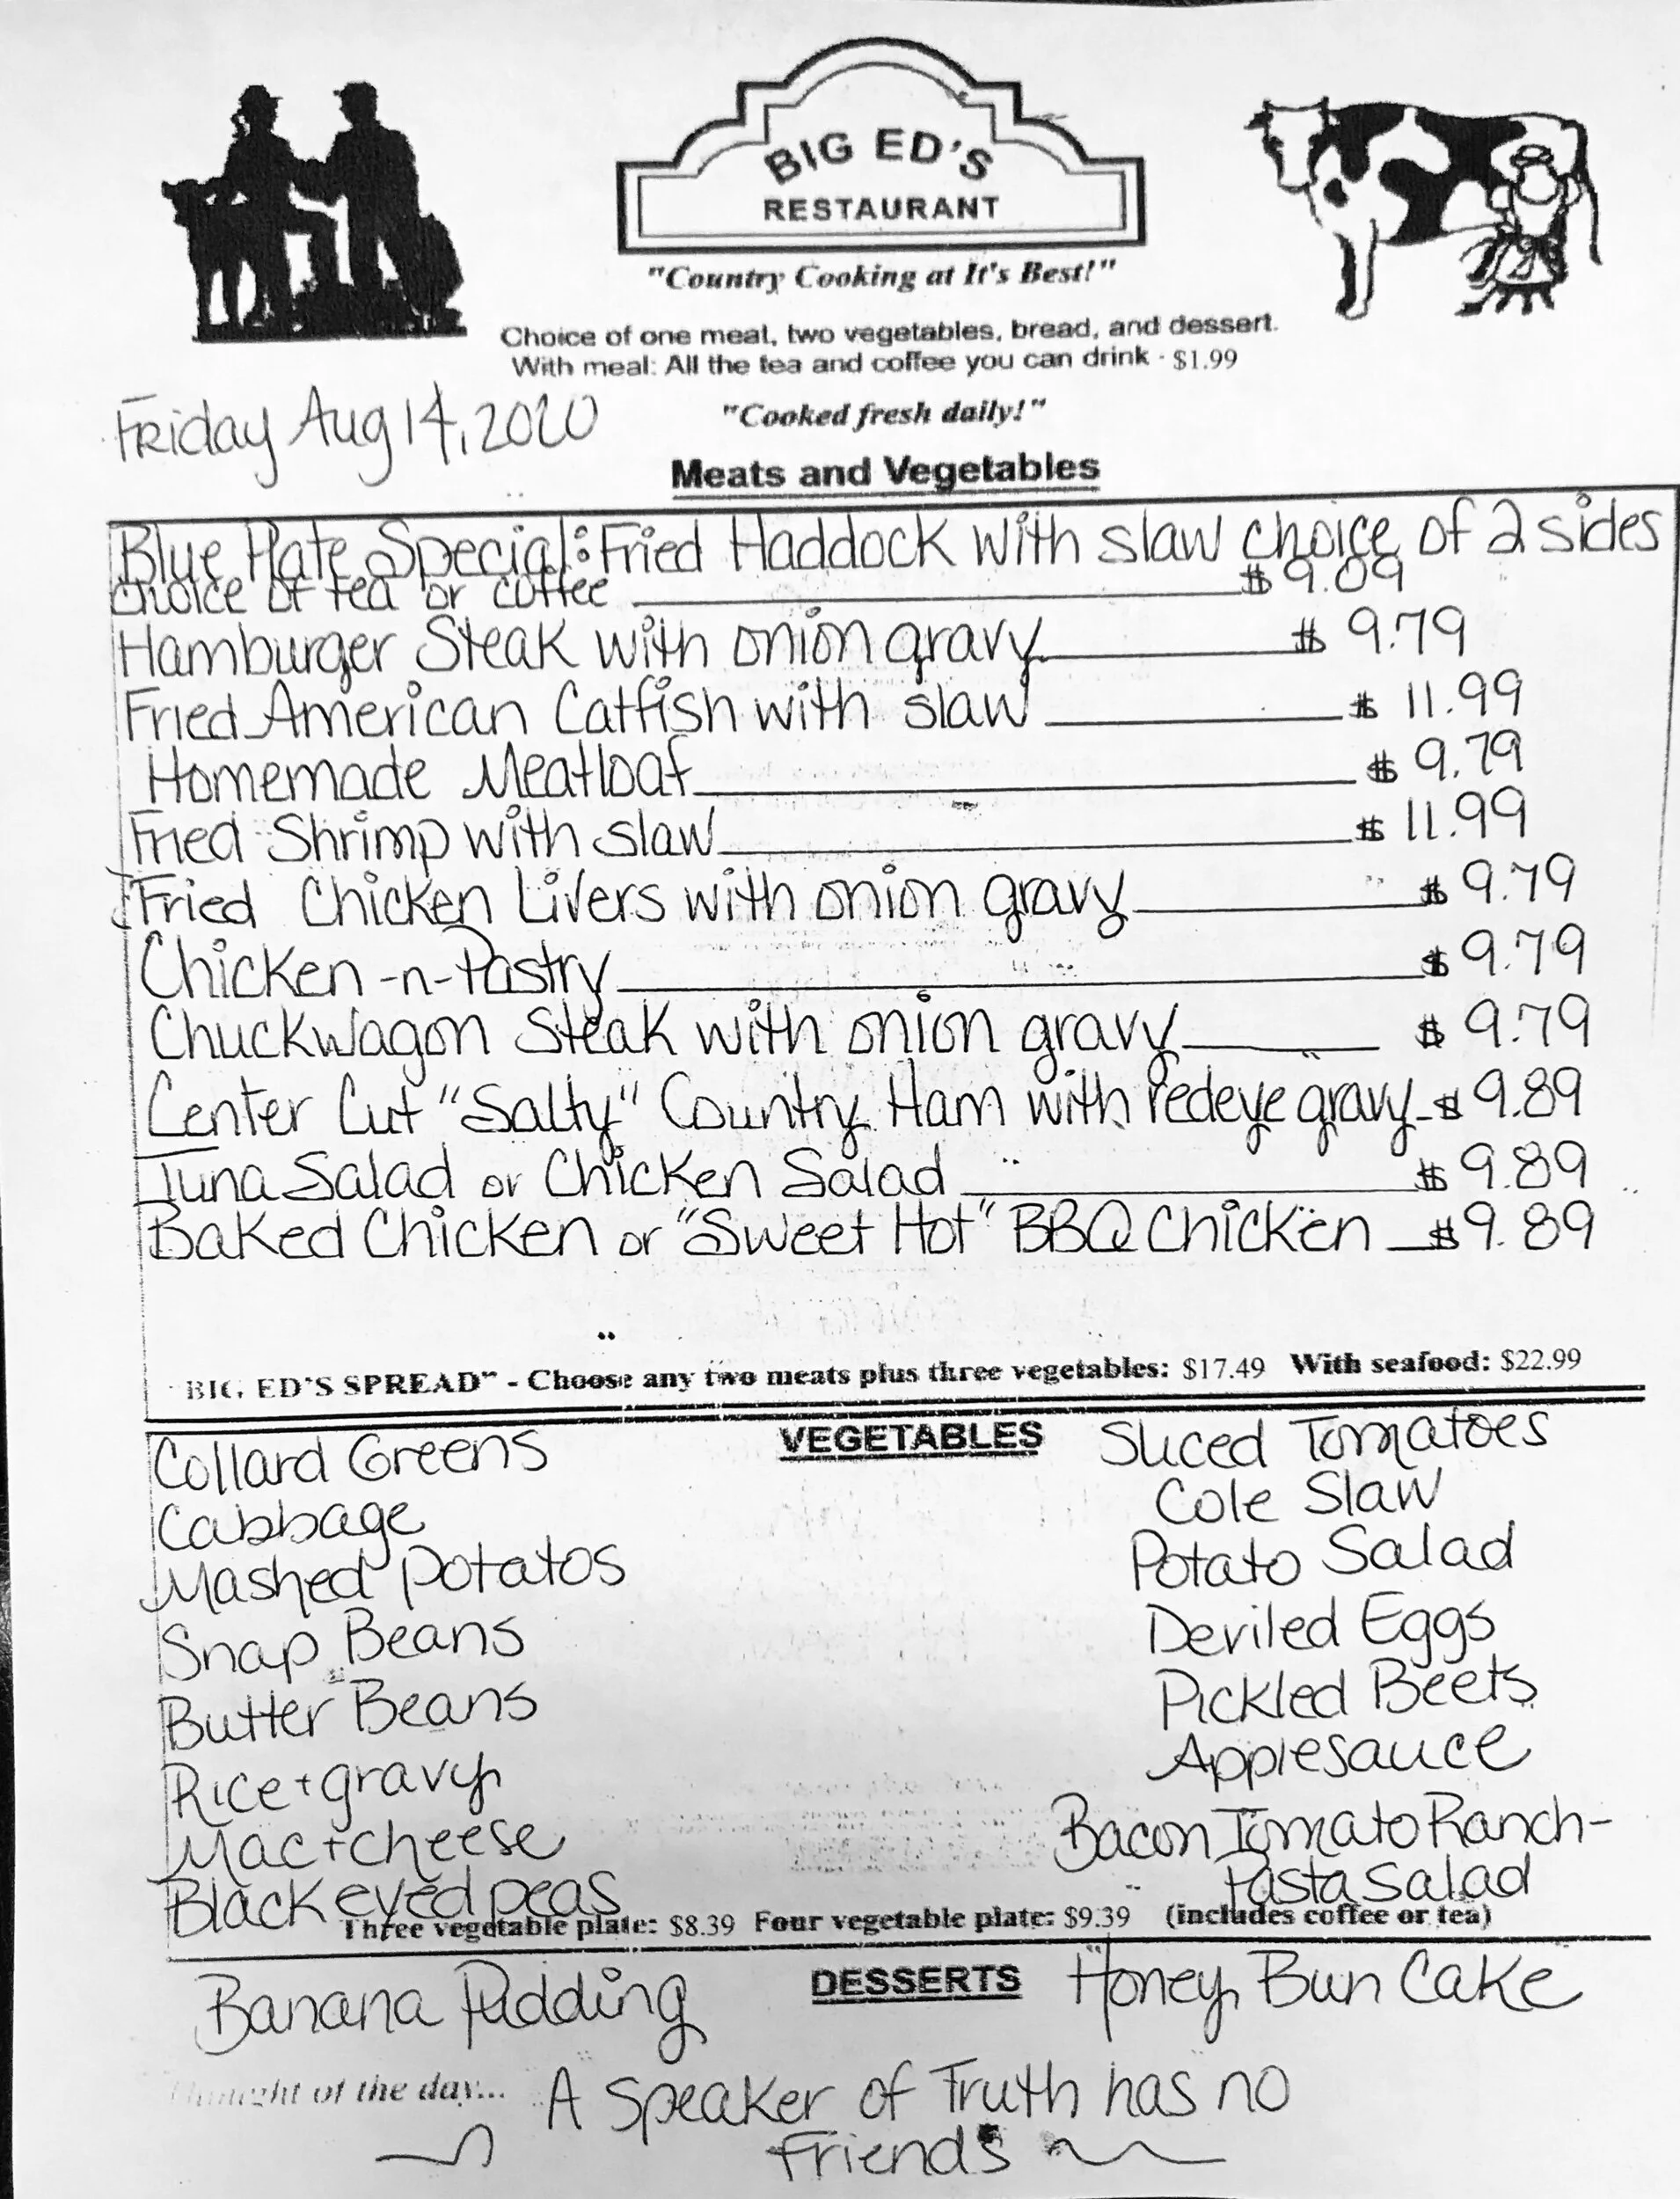 BIG ED'S
RESTAURANT
"Country Cooking at It's Best!"
Choice of one meal, two vegetables, bread, and dessert.
With meal: All the tea and coffee you can drink - $1.99
"Cooked fresh daily!"
Friday Aug 14, 2020
Meats and Vegetables
Blue Plate Special: Fried Haddock with slaw choice of 2 sides
choice of tea or coffee $ 9.09
Hamburger Steak with onion gravy $ 9.79
Fried American Catfish with slaw $ 11.99
Homemade Meatloaf $ 9.79
Fried Shrimp with slaw $ 11.99
Fried Chicken Livers with onion gravy $ 9.79
Chicken-n-Pastry $ 9.79
Chuckwagon Steak with onion gravy $ 9.79
Center Cut "Salty" Country Ham with redeye gravy $ 9.89
Tuna Salad or Chicken Salad $ 9.89
Baked Chicken or "Sweet Hot" BBQ Chicken $ 9.89
"BIG ED'S SPREAD" - Choose any two meats plus three vegetables: $17.49 With seafood: $22.99
VEGETABLES
Collard Greens
Cabbage
Mashed Potatos
Snap Beans
Butter Beans
Rice + gravy
Mac + cheese
Black eyed peas
Sliced Tomatoes
Cole Slaw
Potato Salad
Deviled Eggs
Pickled Beets
Applesauce
Bacon Tomato Ranch-
Pasta Salad
Three vegetable plate: $8.39 Four vegetable plate: $9.39 (includes coffee or tea)
DESSERTS
Banana Pudding
Honey Bun Cake
Thought of the day... A Speaker of Truth has no
Friends